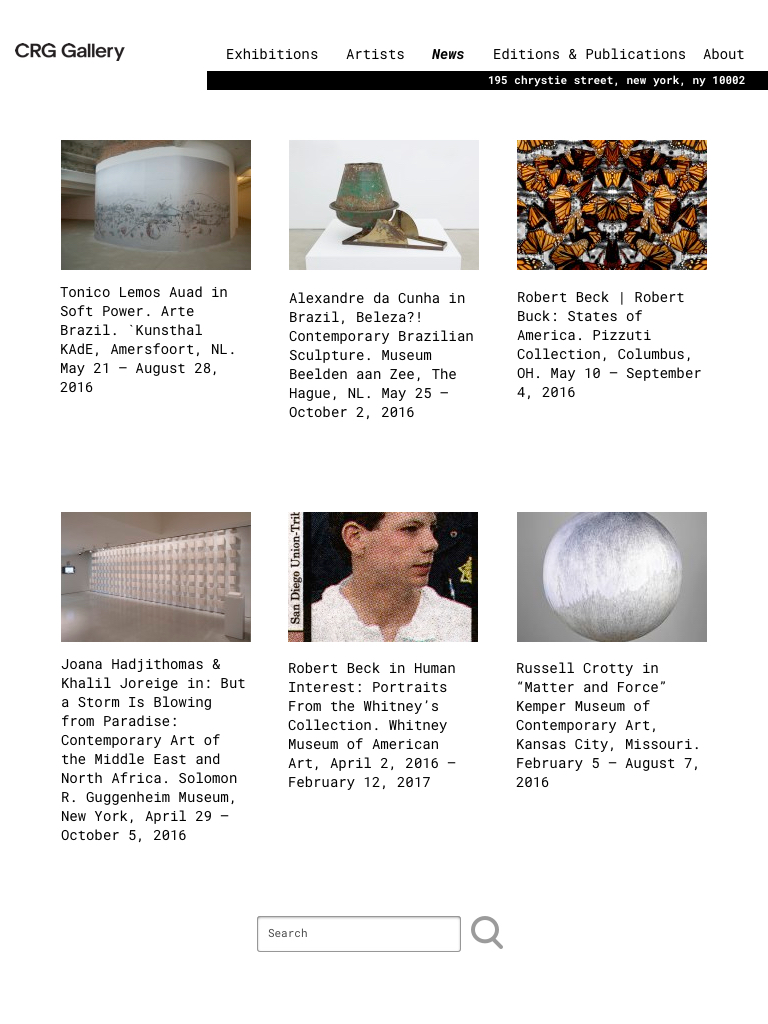 CRG Gallery
Exhibitions Artists News Editions & Publications About
195 chrystie street, new york, ny 10002
Tonico Lemos Auad in
Soft Power. Arte
Brazil. `Kunsthal
KAdE, Amersfoort, NL.
May 21 – August 28,
2016
Alexandre da Cunha in
Brazil, Beleza?!
Contemporary Brazilian
Sculpture. Museum
Beelden aan Zee, The
Hague, NL. May 25 –
October 2, 2016
Robert Beck | Robert
Buck: States of
America. Pizzuti
Collection, Columbus,
OH. May 10 – September
4, 2016
San Diego Union-Trib
Joana Hadjithomas &
Khalil Joreige in: But
a Storm Is Blowing
from Paradise:
Contemporary Art of
the Middle East and
North Africa. Solomon
R. Guggenheim Museum,
New York, April 29 –
October 5, 2016
Robert Beck in Human
Interest: Portraits
From the Whitney’s
Collection. Whitney
Museum of American
Art, April 2, 2016 –
February 12, 2017
Russell Crotty in
“Matter and Force”
Kemper Museum of
Contemporary Art,
Kansas City, Missouri.
February 5 – August 7,
2016
Search